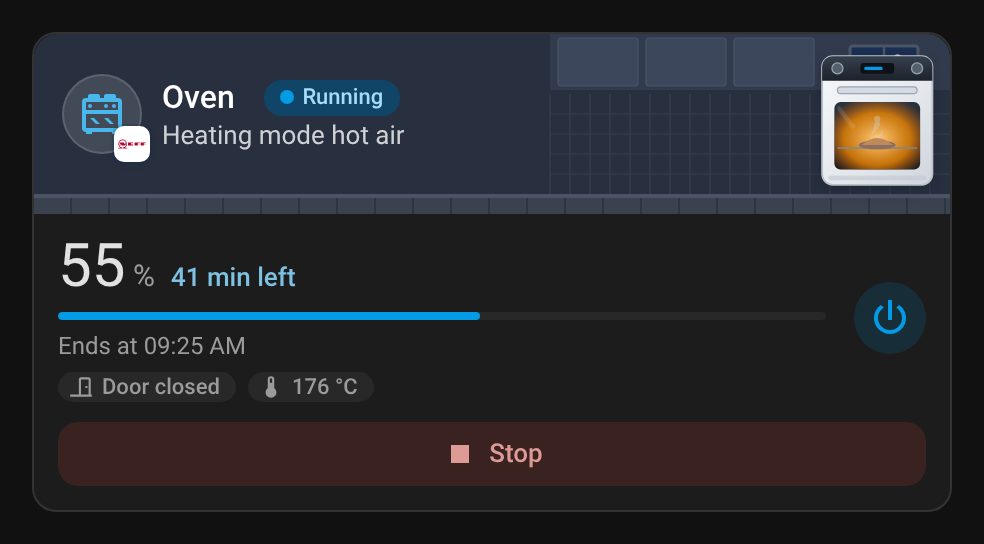 Oven
Running
Heating mode hot air
55 % 41 min left
Ends at 09:25 AM
Door closed
176 °C
Stop